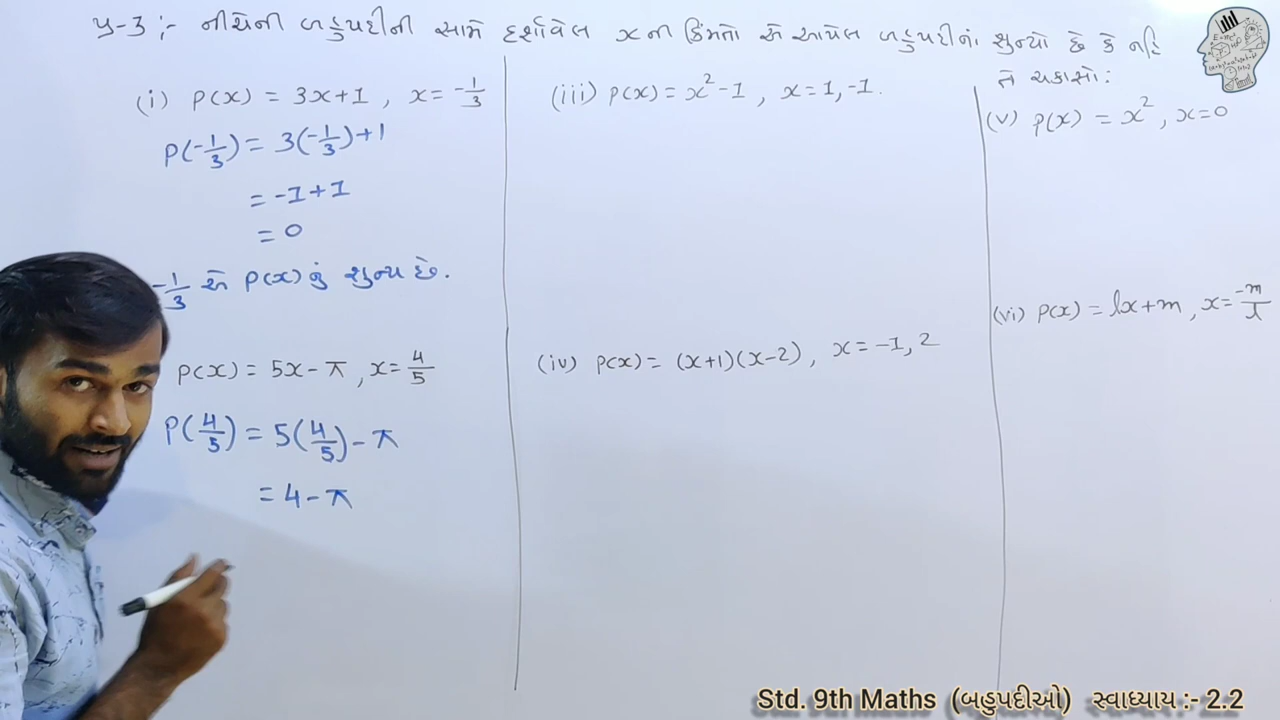 પ્ર-3 :- નીચેની બહુપદીની સામે દર્શાવેલ x ની કિંમતો એ આપેલ બહુપદીનાં શુન્યો છે કે નહિ
તે ચકાસો:
(i) P(x) = 3x+1 , x = -1/3
P(-1/3) = 3(-1/3)+1
= -1+1
= 0
-1/3 એ P(x) નું શુન્ય છે.
P(x) = 5x - π , x = 4/5
P(4/5) = 5(4/5) - π
= 4 - π
(iii) P(x) = x² - 1 , x = 1, -1.
(iv) P(x) = (x+1)(x-2) , x = -1, 2
(v) P(x) = x² , x = 0
(vi) P(x) = lx + m , x = -m/l
Std. 9th Maths (બહુપદીઓ) સ્વાધ્યાય :- 2.2